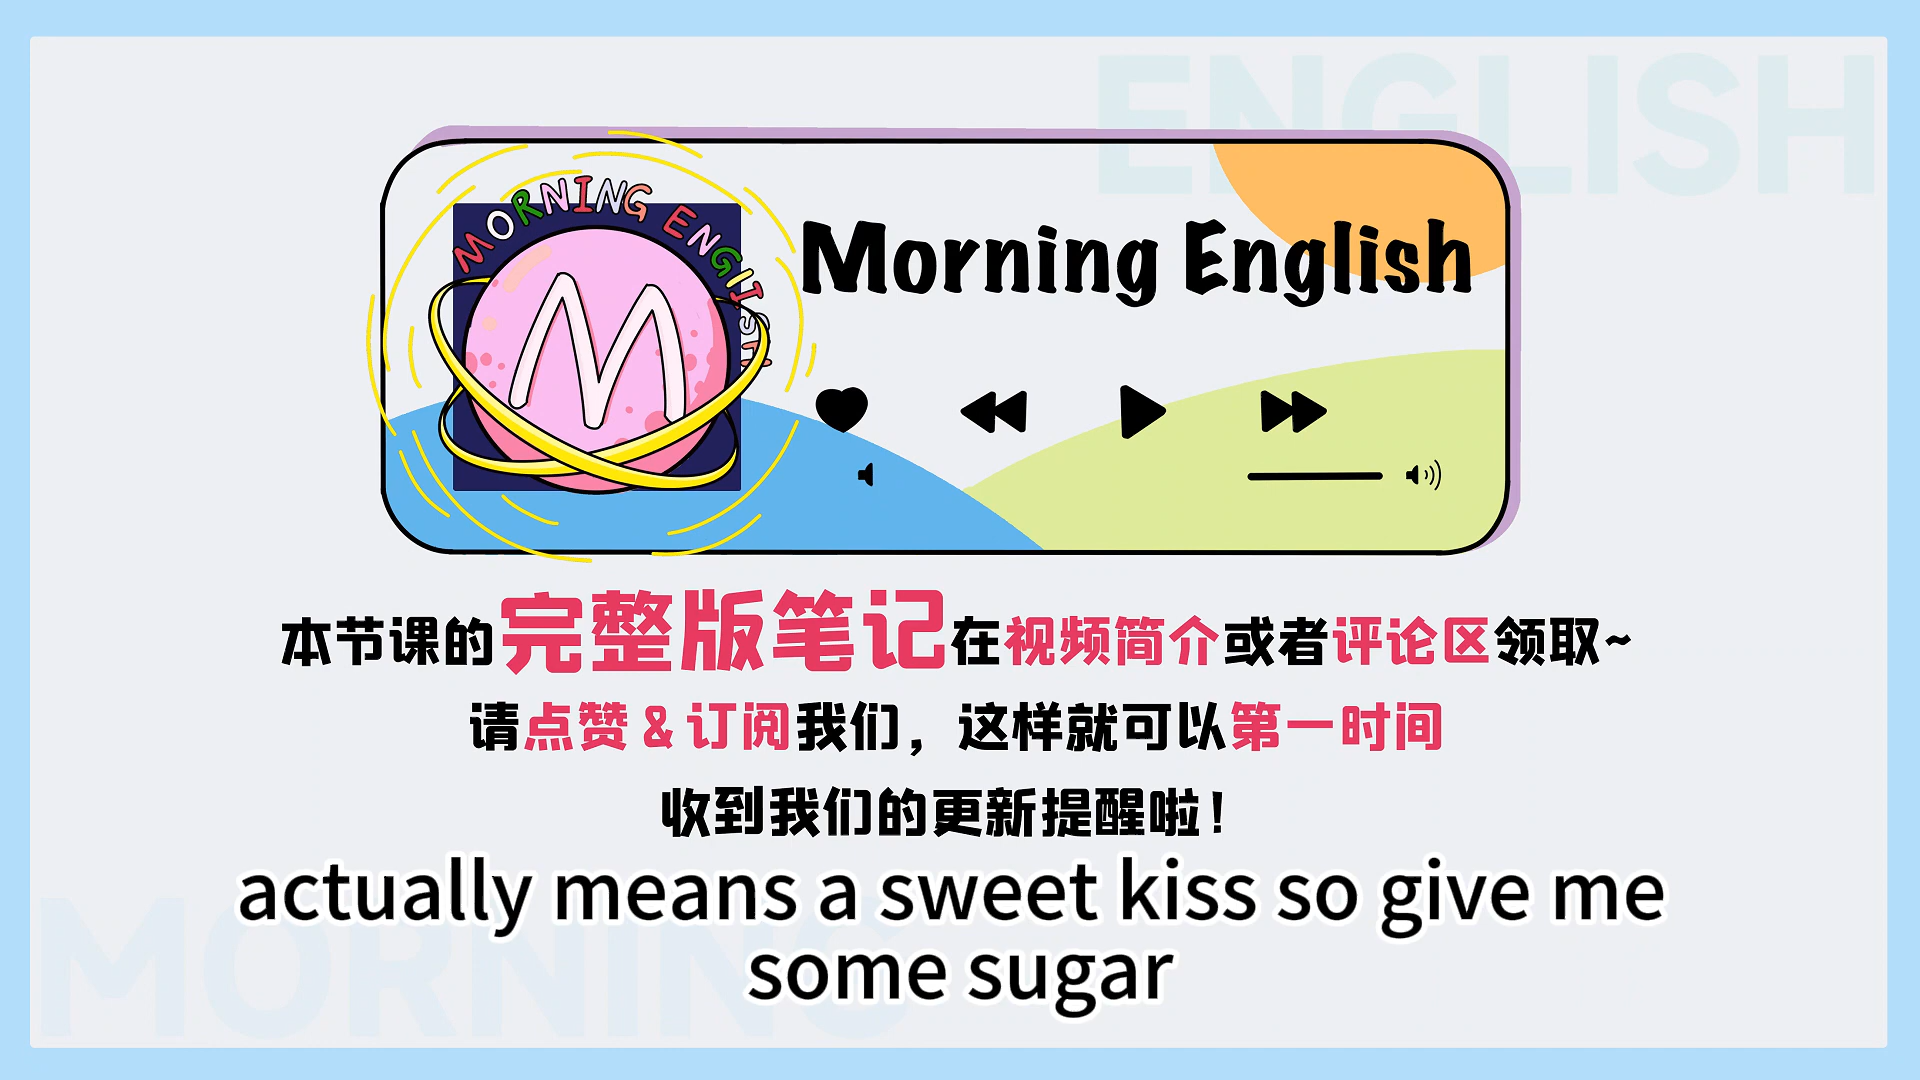 ENGLISH
MORNING ENGLISH
M
Morning English
本节课的完整版笔记在视频简介或者评论区领取~
请点赞&订阅我们，这样就可以第一时间
收到我们的更新提醒啦！
actually means a sweet kiss so give me
some sugar
MORNING